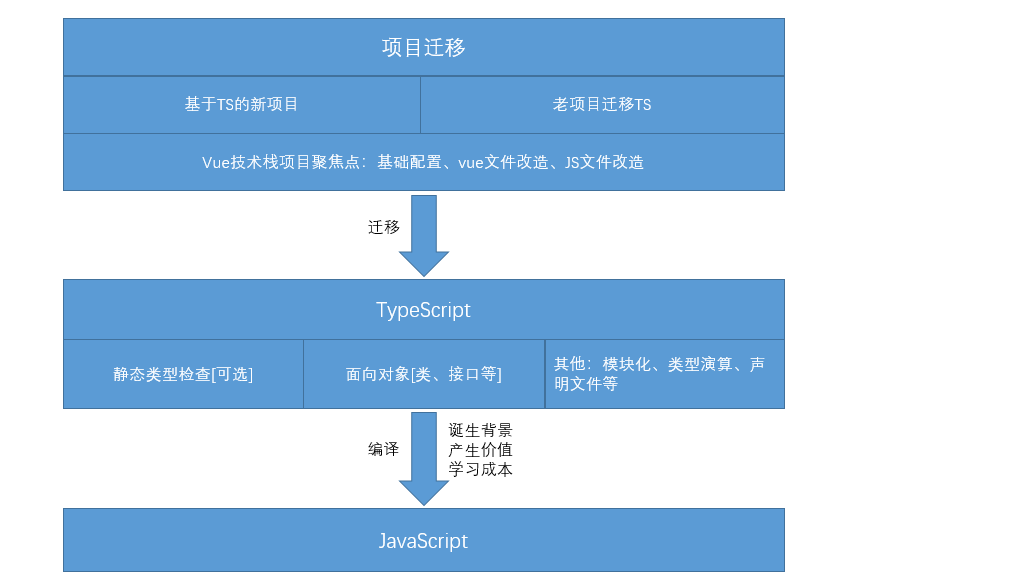 项目迁移
基于TS的新项目
老项目迁移TS
Vue技术栈项目聚焦点：基础配置、vue文件改造、JS文件改造
迁移
TypeScript
静态类型检查[可选]
面向对象[类、接口等]
其他：模块化、类型演算、声
明文件等
编译
诞生背景
产生价值
学习成本
JavaScript